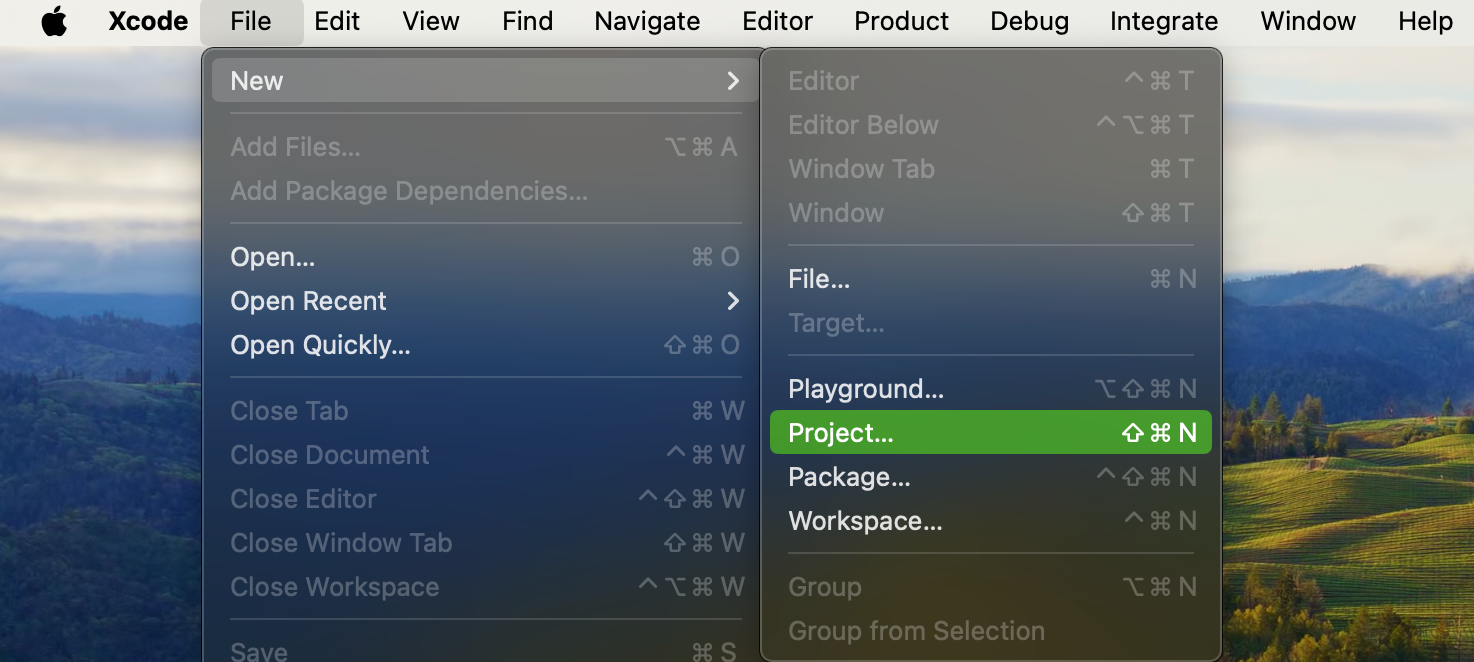 Xcode File Edit View Find Navigate Editor Product Debug Integrate Window Help
New
Add Files... ⌥⌘A
Add Package Dependencies...
Open... ⌘O
Open Recent
Open Quickly... ⇧⌘O
Close Tab ⌘W
Close Document ^⌘W
Close Editor ^⇧⌘W
Close Window Tab ⇧⌘W
Close Workspace ^⌥⌘W
Save ⌘S
Editor ^⌘T
Editor Below ^⌥⌘T
Window Tab ⌘T
Window ⇧⌘T
File... ⌘N
Target...
Playground... ⌥⇧⌘N
Project... ⇧⌘N
Package... ^⇧⌘N
Workspace... ^⌘N
Group ⌥⌘N
Group from Selection